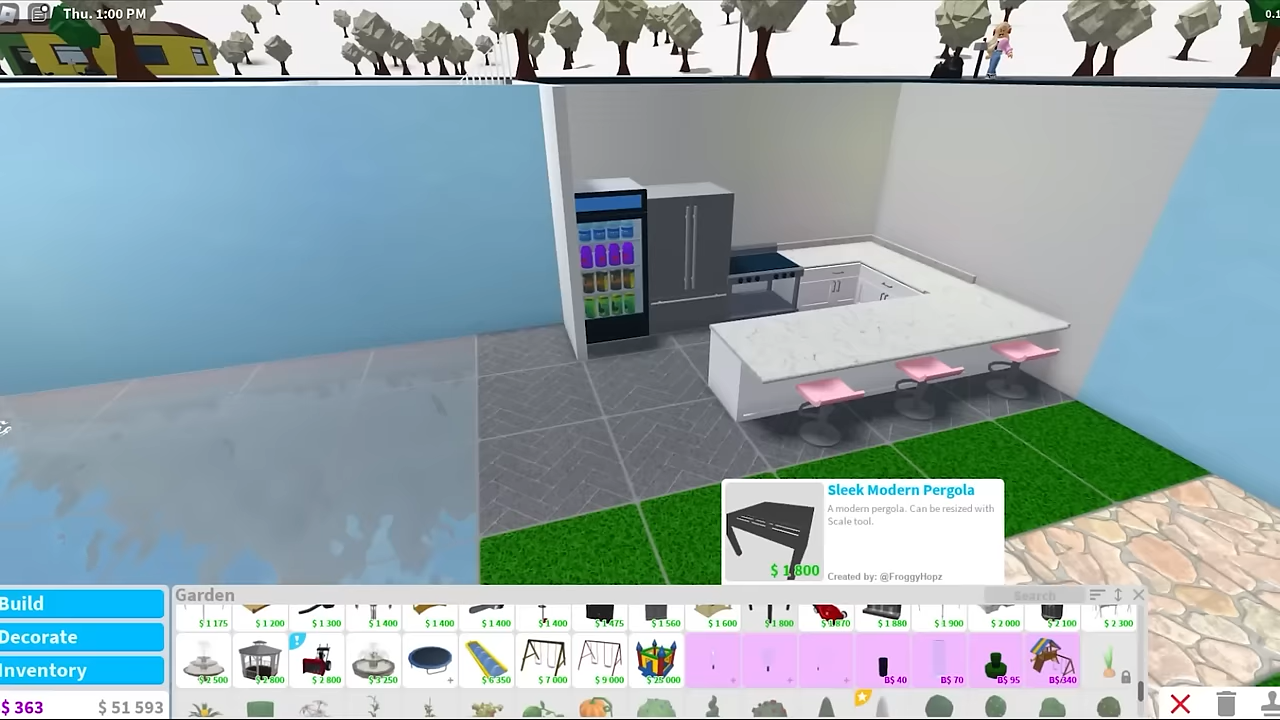 Thu. 1:00 PM
0.1
Sleek Modern Pergola
A modern pergola. Can be resized with
Scale tool.
$ 1 800
Created by: @FroggyHopz
Build
Decorate
Inventory
$ 363
$ 51 593
Garden
Search
$ 1 175
$ 1 200
$ 1 300
$ 1 400
$ 1 400
$ 1 400
$ 1 400
$ 1 475
$ 1 560
$ 1 600
$ 1 800
$ 1 870
$ 1 880
$ 1 900
$ 2 000
$ 2 100
$ 2 300
$ 2 500
$ 2 600
$ 2 800
$ 3 250
$ 6 350
$ 7 000
$ 9 000
$ 25 000
B$ 40
B$ 70
B$ 95
B$ 340